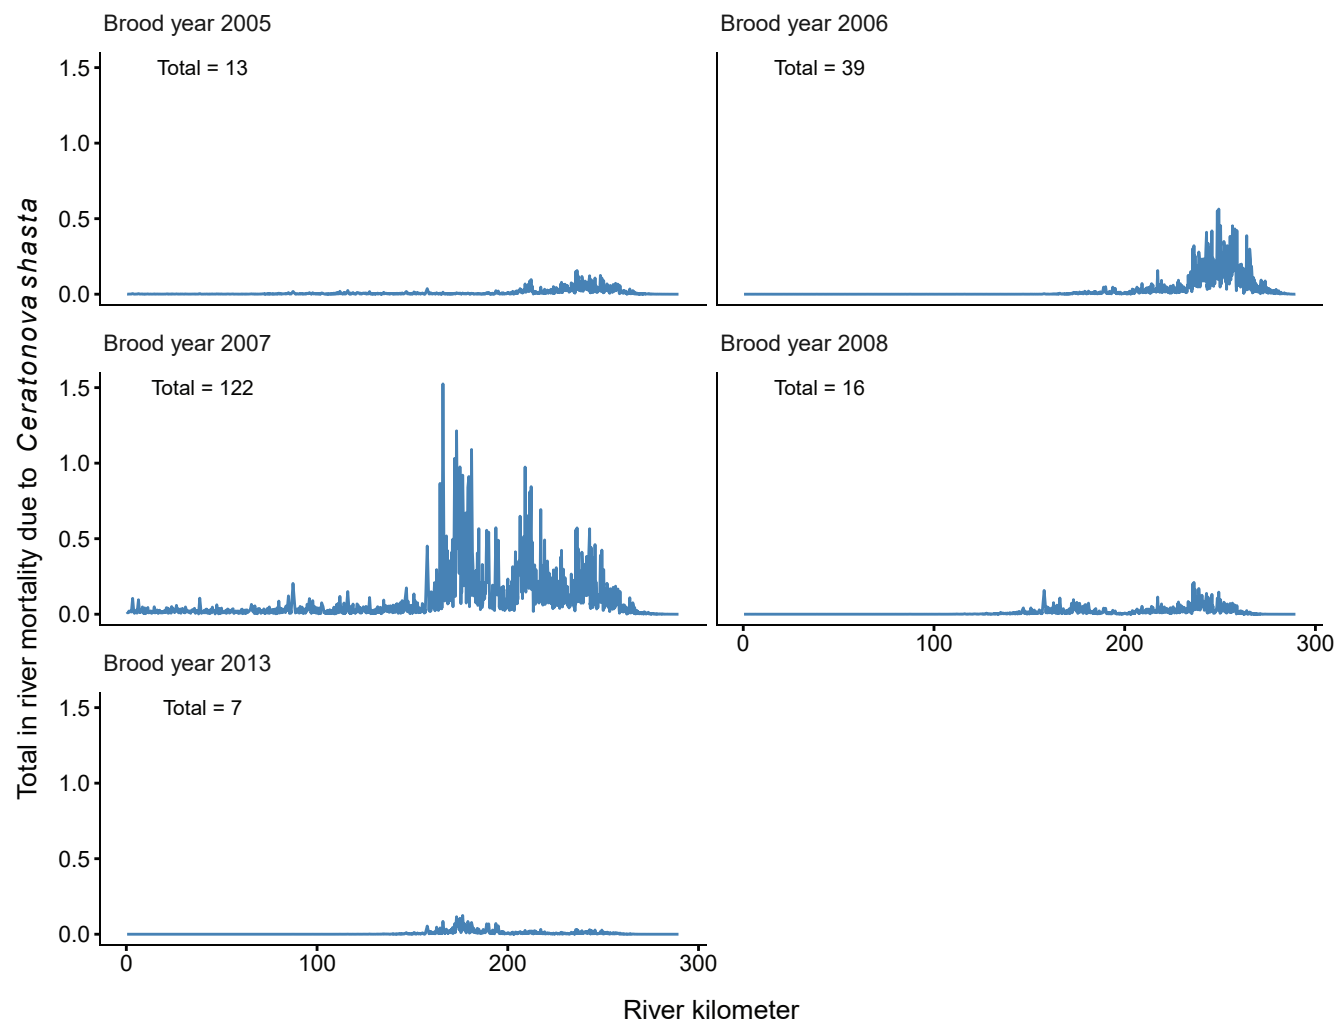 Brood year 2005
Brood year 2006
Total = 13
Total = 39
1.5
1.0
0.5
0.0
Brood year 2007
Brood year 2008
Total = 122
Total = 16
1.5
1.0
0.5
0.0
0 100 200 300
Brood year 2013
Total = 7
1.5
1.0
0.5
0.0
0 100 200 300
Total in river mortality due to Ceratonova shasta
River kilometer